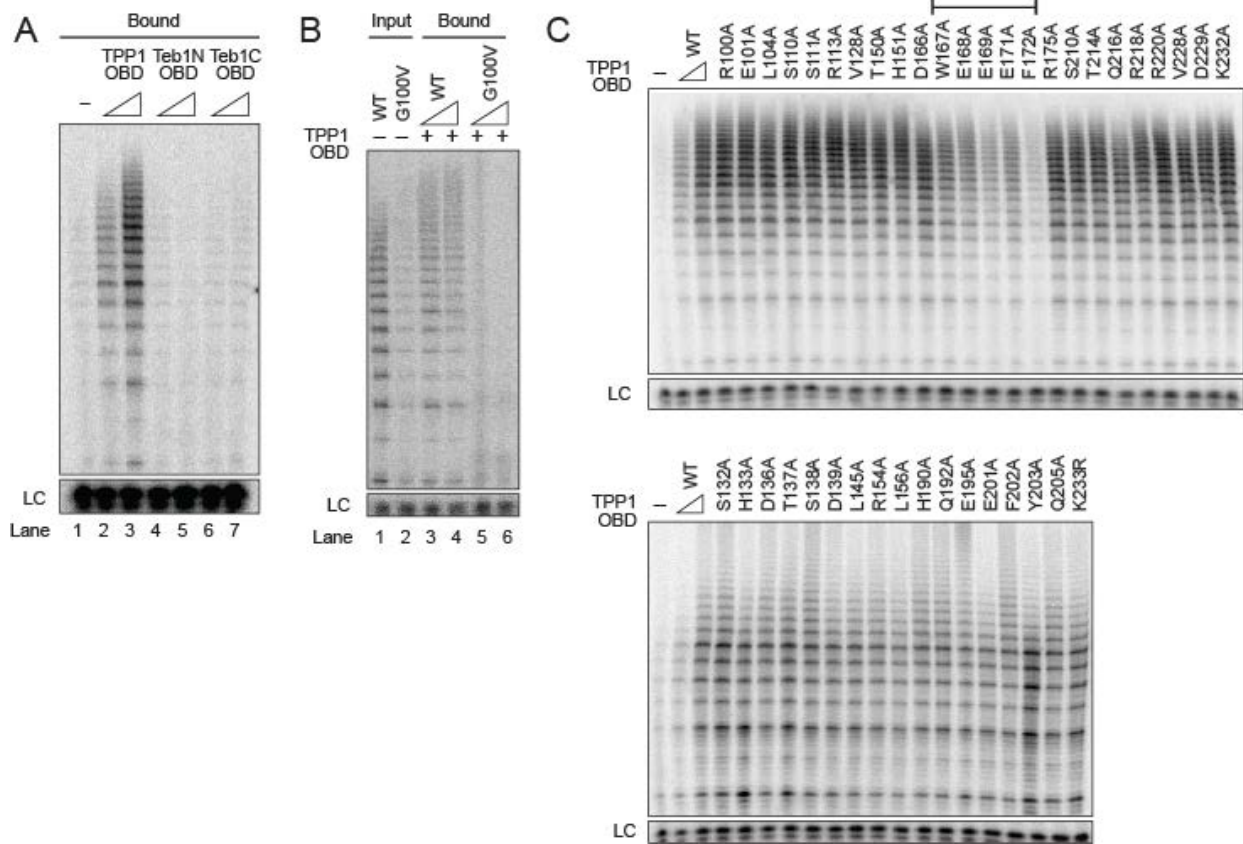 A
Bound
TPP1 Teb1N Teb1C
OBD OBD OBD
–
LC
Lane 1 2 3 4 5 6 7
B
Input Bound
WT G100V WT G100V
TPP1 – – + + + +
OBD
LC
Lane 1 2 3 4 5 6
C
TPP1 OBD – WT R100A E101A L104A S110A S111A R113A V128A T150A H151A D166A W167A E168A E169A E171A F172A R175A S210A T214A Q216A R218A R220A V228A D229A K232A
LC
TPP1 OBD – WT S132A H133A D136A T137A S138A D139A L145A R154A L156A H190A Q192A E195A E201A F202A Y203A Q205A K233R
LC